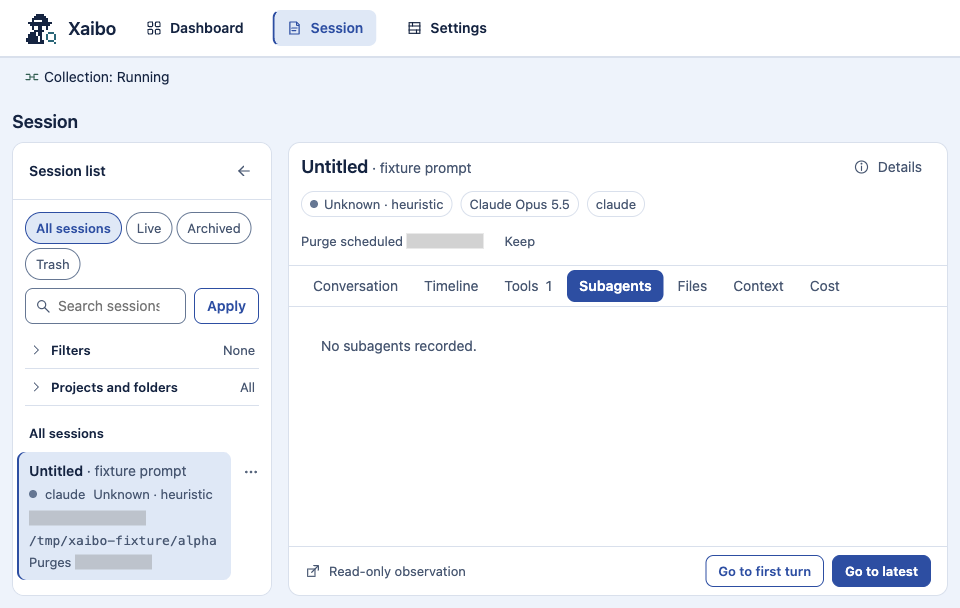 Xaibo
Dashboard
Session
Settings
Collection: Running
Session
Session list
All sessions
Live
Archived
Trash
Search sessions
Apply
Filters
None
Projects and folders
All
All sessions
Untitled · fixture prompt
claude Unknown · heuristic
/tmp/xaibo-fixture/alpha
Purges
Untitled · fixture prompt
Details
Unknown · heuristic
Claude Opus 5.5
claude
Purge scheduled
Keep
Conversation
Timeline
Tools 1
Subagents
Files
Context
Cost
No subagents recorded.
Read-only observation
Go to first turn
Go to latest